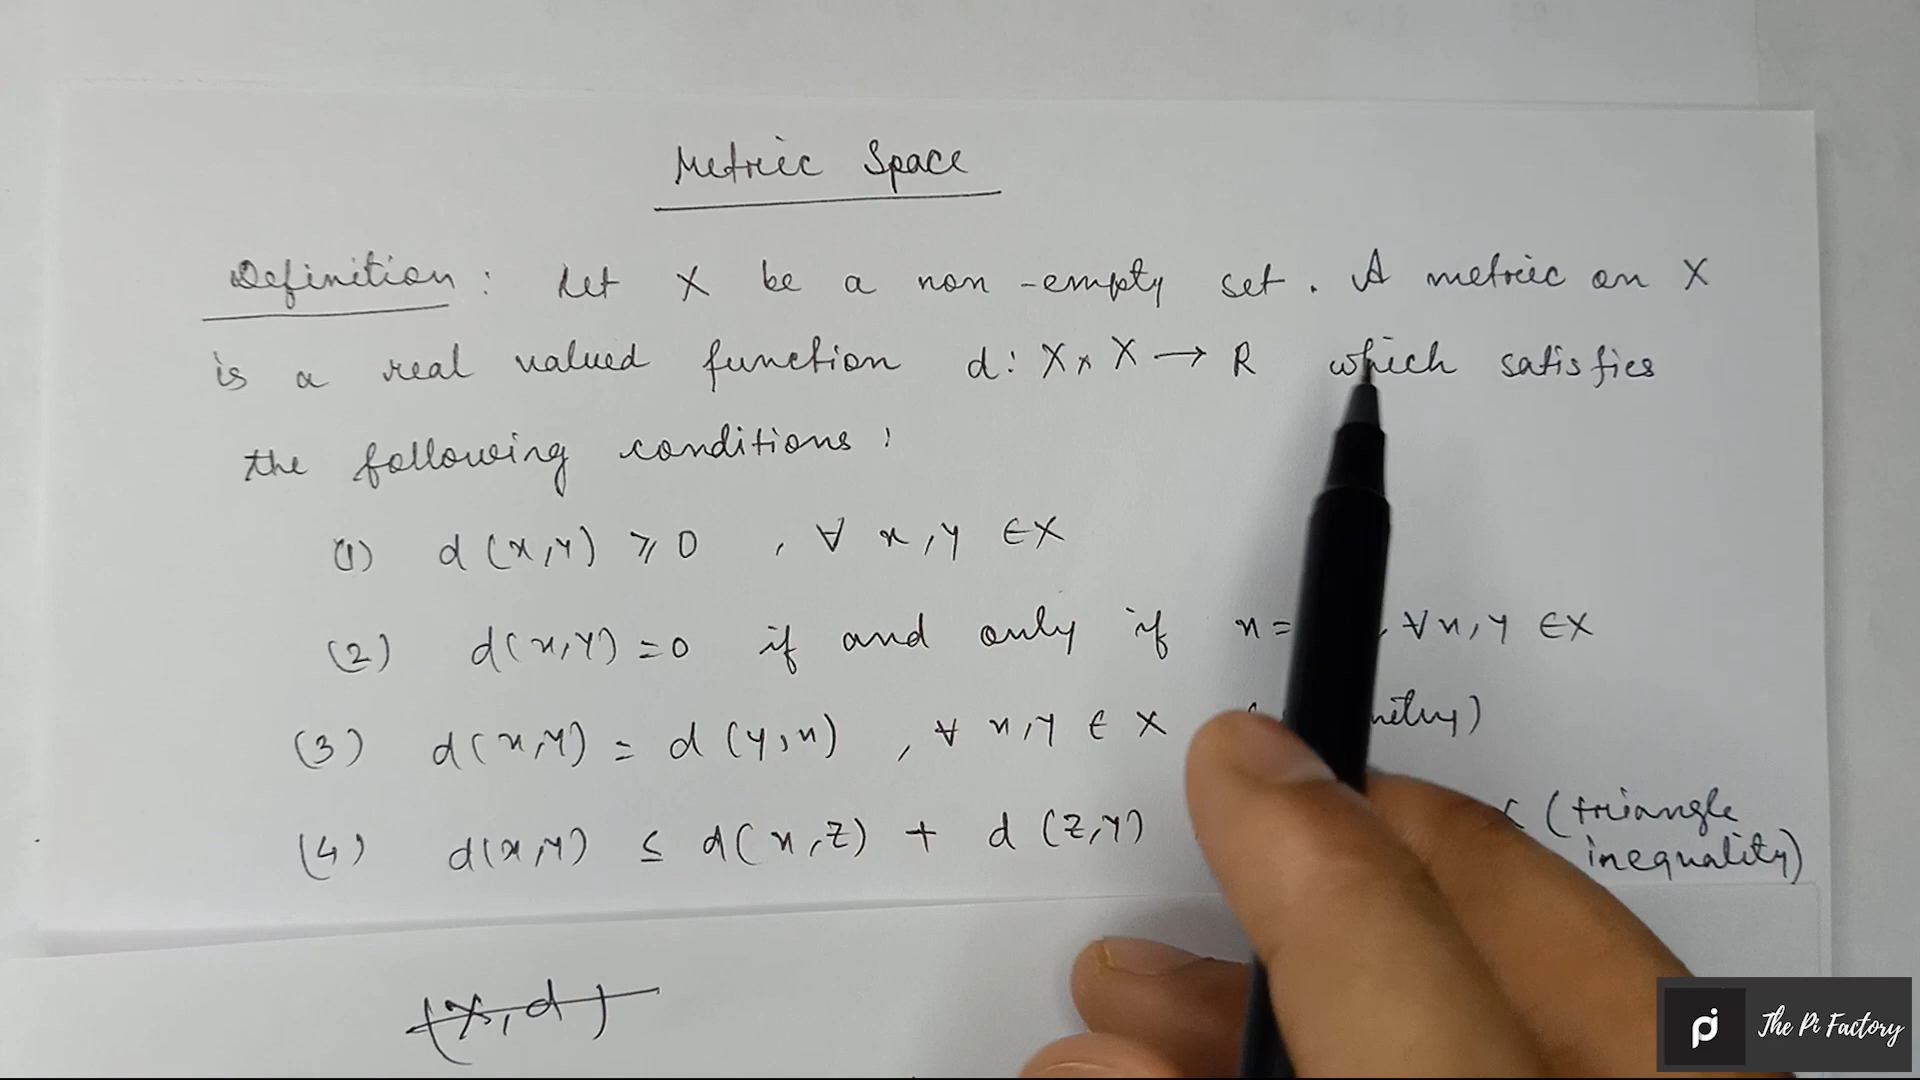 Metric Space
Definition : Let X be a non-empty set. A metric on X
is a real valued function d: X x X → R which satisfies
the following conditions:
(1) d(x,y) ≥ 0 , ∀ x,y ∈ X
(2) d(x,y) = 0 if and only if x = , ∀ x,y ∈ X
(3) d(x,y) = d(y,x) , ∀ x,y ∈ X
(4) d(x,y) ≤ d(x,z) + d(z,y) (triangle
inequality)
(X,d)
pi The Pi Factory